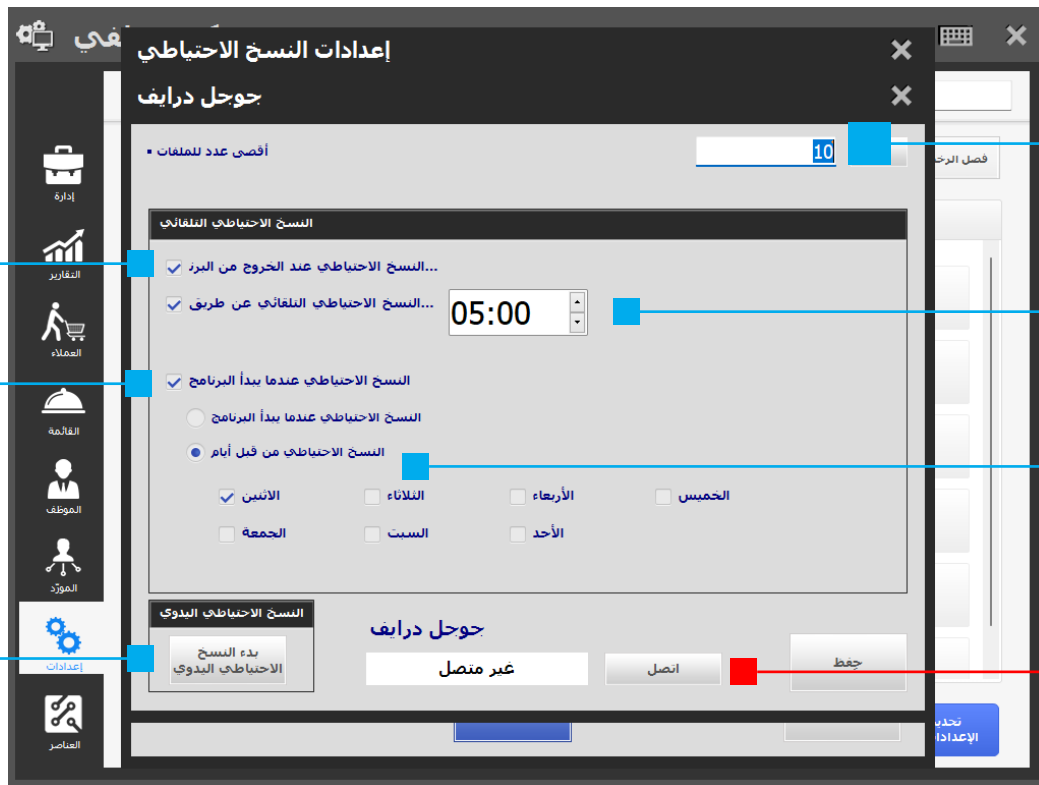 إعدادات النسخ الاحتياطي
جوجل درايف
أقصى عدد للملفات
10
النسخ الاحتياطي التلقائي
النسخ الاحتياطي عند الخروج من البر...
النسخ الاحتياطي التلقائي عن طريق...
05:00
النسخ الاحتياطي عندما يبدأ البرنامج
النسخ الاحتياطي عندما يبدأ البرنامج
النسخ الاحتياطي من قبل أيام
الاثنين
الثلاثاء
الأربعاء
الخميس
الجمعة
السبت
الأحد
النسخ الاحتياطي اليدوي
بدء النسخ
الاحتياطي اليدوي
جوجل درايف
غير متصل
اتصل
حِفظ
إدارة
التقارير
العملاء
القائمة
الموظف
المورّد
إعدادات
العناصر
فصل